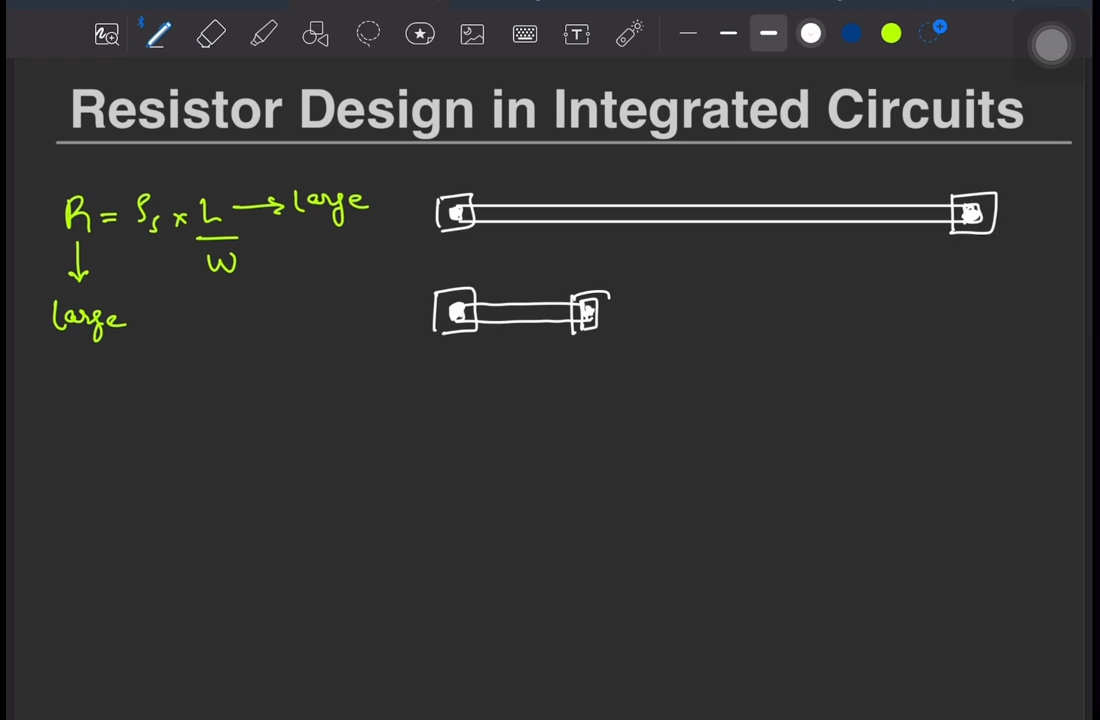 Resistor Design in Integrated Circuits
R = ρs × L/W → large
↓
large